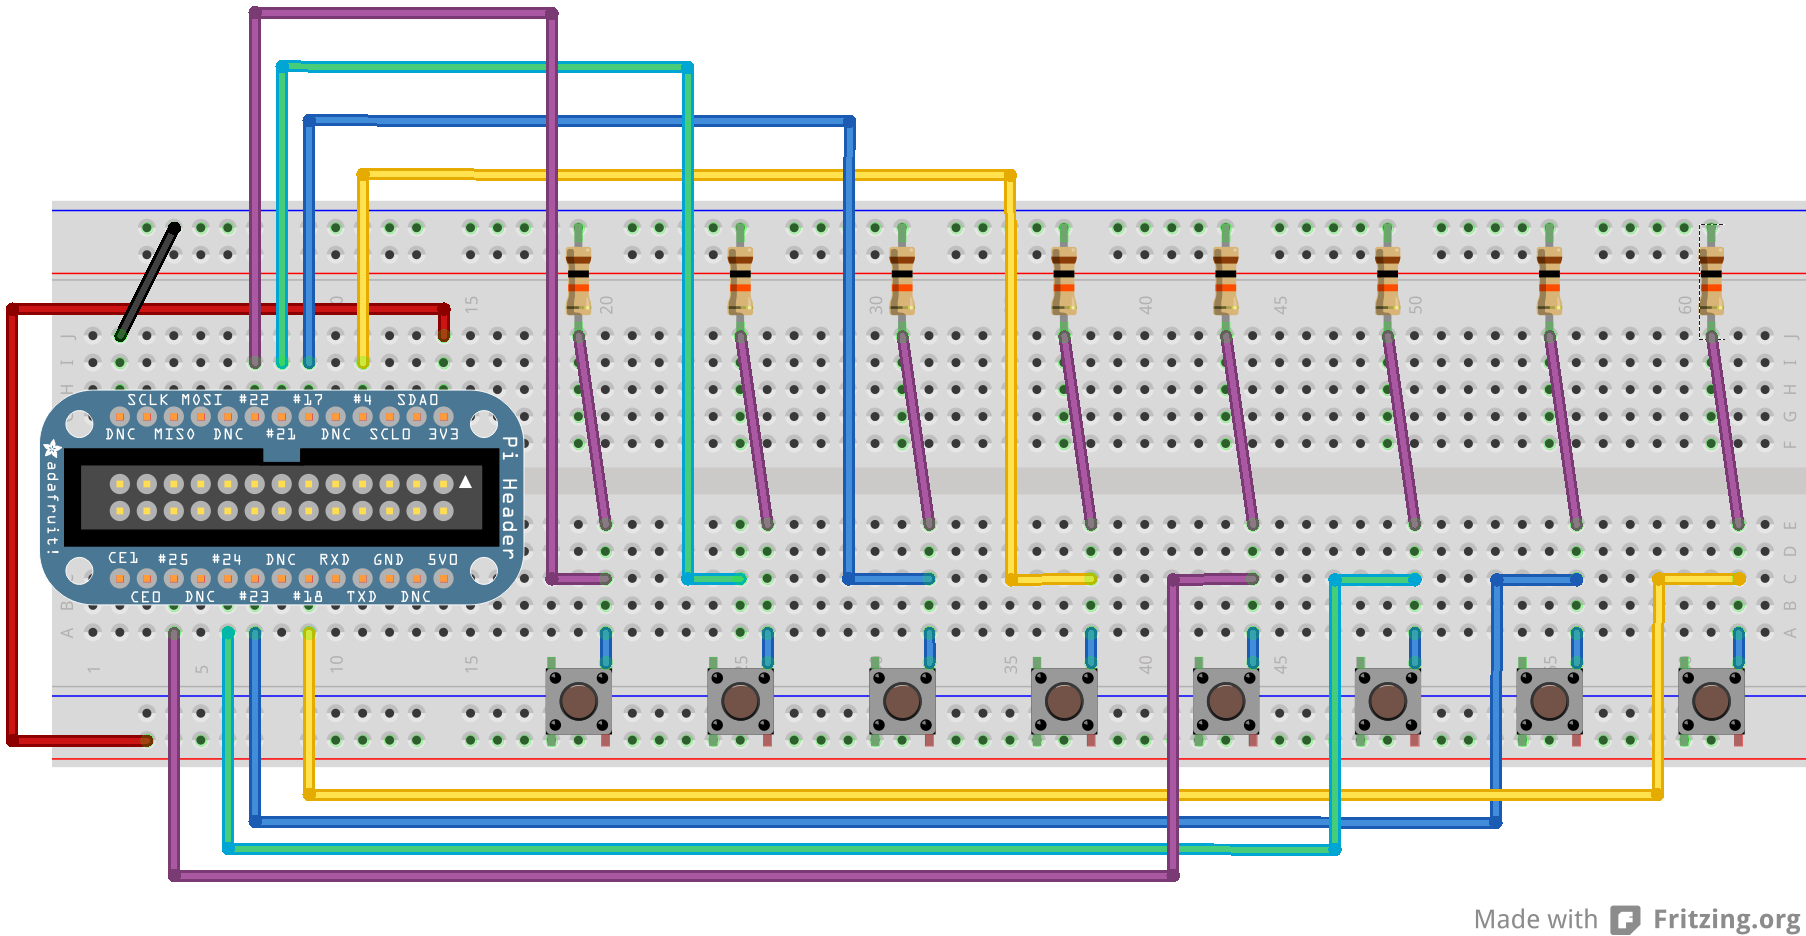 15
20
30
40
45
50
60
J
J
I
I
H
H
G
F
SCLK MOSI #22 #17 #4 SDA0
DNC MISO DNC #21 DNC SCL0 3V3
adafruit!
Pi Header
CE1 #25 #24 DNC RXD GND 5V0
CE0 DNC #23 #18 TXD DNC
E
D
C
B
B
A
A
1
5
10
15
25
35
40
45
55
Made with Fritzing.org